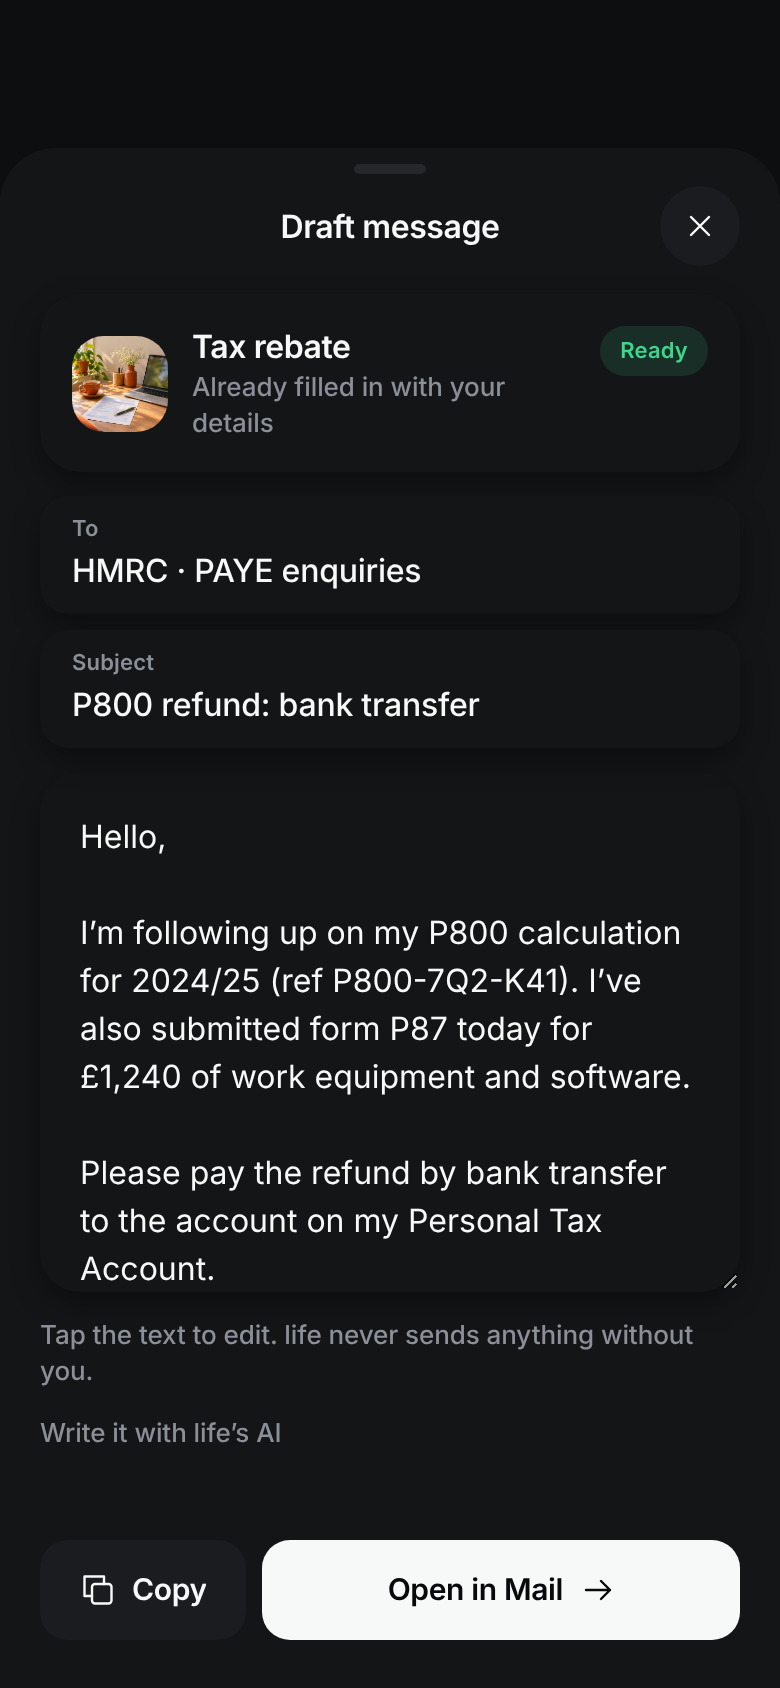 Draft message
Tax rebate
Ready
Already filled in with your
details
To
HMRC · PAYE enquiries
Subject
P800 refund: bank transfer
Hello,
I’m following up on my P800 calculation
for 2024/25 (ref P800-7Q2-K41). I’ve
also submitted form P87 today for
£1,240 of work equipment and software.
Please pay the refund by bank transfer
to the account on my Personal Tax
Account.
Tap the text to edit. life never sends anything without
you.
Write it with life’s AI
Copy
Open in Mail →